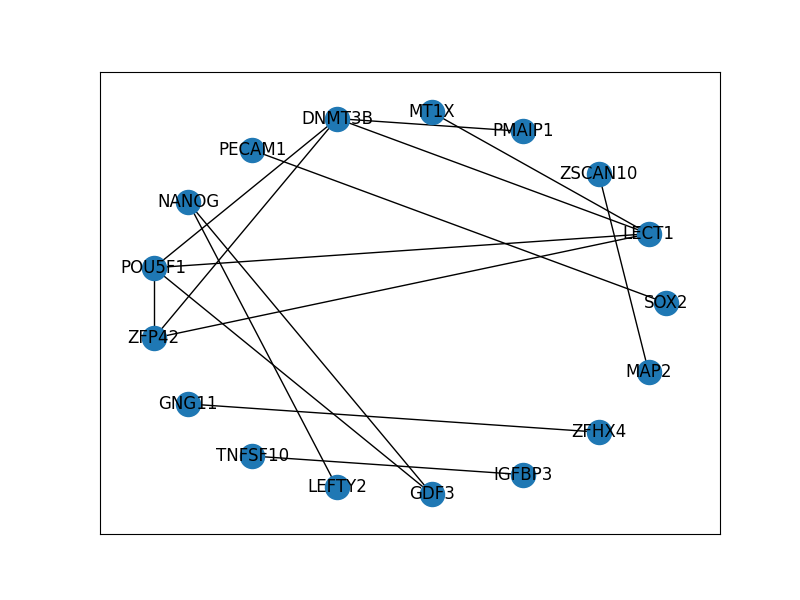 MT1X
DNMT3B
PMAIP1
PECAM1
ZSCAN10
NANOG
LECT1
POU5F1
SOX2
ZFP42
MAP2
GNG11
ZFHX4
TNFSF10
IGFBP3
LEFTY2
GDF3